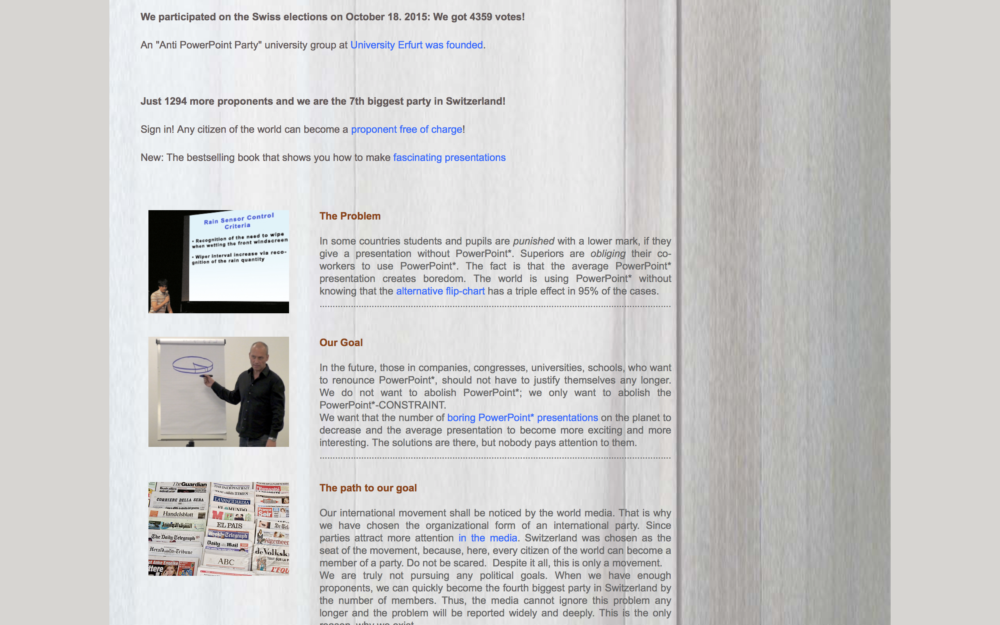 We participated on the Swiss elections on October 18. 2015: We got 4359 votes!
An "Anti PowerPoint Party" university group at University Erfurt was founded.
Just 1294 more proponents and we are the 7th biggest party in Switzerland!
Sign in! Any citizen of the world can become a proponent free of charge!
New: The bestselling book that shows you how to make fascinating presentations
Rain Sensor Control
Criteria
• Recognition of the need to wipe
when wetting the front windscreen
• Wiper interval increase via reco-
gnition of the rain quantity
The Problem
In some countries students and pupils are punished with a lower mark, if they
give a presentation without PowerPoint*. Superiors are obliging their co-
workers to use PowerPoint*. The fact is that the average PowerPoint*
presentation creates boredom. The world is using PowerPoint* without
knowing that the alternative flip-chart has a triple effect in 95% of the cases.
Our Goal
In the future, those in companies, congresses, universities, schools, who want
to renounce PowerPoint*, should not have to justify themselves any longer.
We do not want to abolish PowerPoint*; we only want to abolish the
PowerPoint*-CONSTRAINT.
We want that the number of boring PowerPoint* presentations on the planet to
decrease and the average presentation to become more exciting and more
interesting. The solutions are there, but nobody pays attention to them.
TheGuardian
Bush allies
CORRIERE DELLA SERA
Handelsblatt
The Daily Telegraph
Herald Tribune
Anke Engelke
THE INDEPENDENT
THE TIMES
LA VANGUARDIA
EL MUNDO
EL PAIS
Weekly Telegraph
Daily Mail
ABC
l'Humanité
France
Soir
Algemeen
deVolksk
TOUT SUR LA P
L'EQU
The path to our goal
Our international movement shall be noticed by the world media. That is why
we have chosen the organizational form of an international party. Since
parties attract more attention in the media. Switzerland was chosen as the
seat of the movement, because, here, every citizen of the world can become a
member of a party. Do not be scared. Despite it all, this is only a movement.
We are truly not pursuing any political goals. When we have enough
proponents, we can quickly become the fourth biggest party in Switzerland by
the number of members. Thus, the media cannot ignore this problem any
longer and the problem will be reported widely and deeply. This is the only
reason, why we exist.